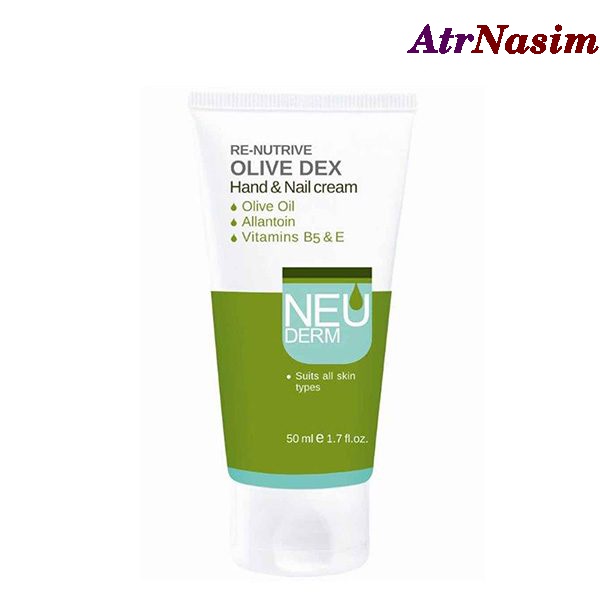 AtrNasim
RE-NUTRIVE
OLIVE DEX
Hand & Nail cream
Olive Oil
Allantoin
Vitamins B5 & E
NEU
DERM
• Suits all skin
types
50 ml e 1.7 fl.oz.